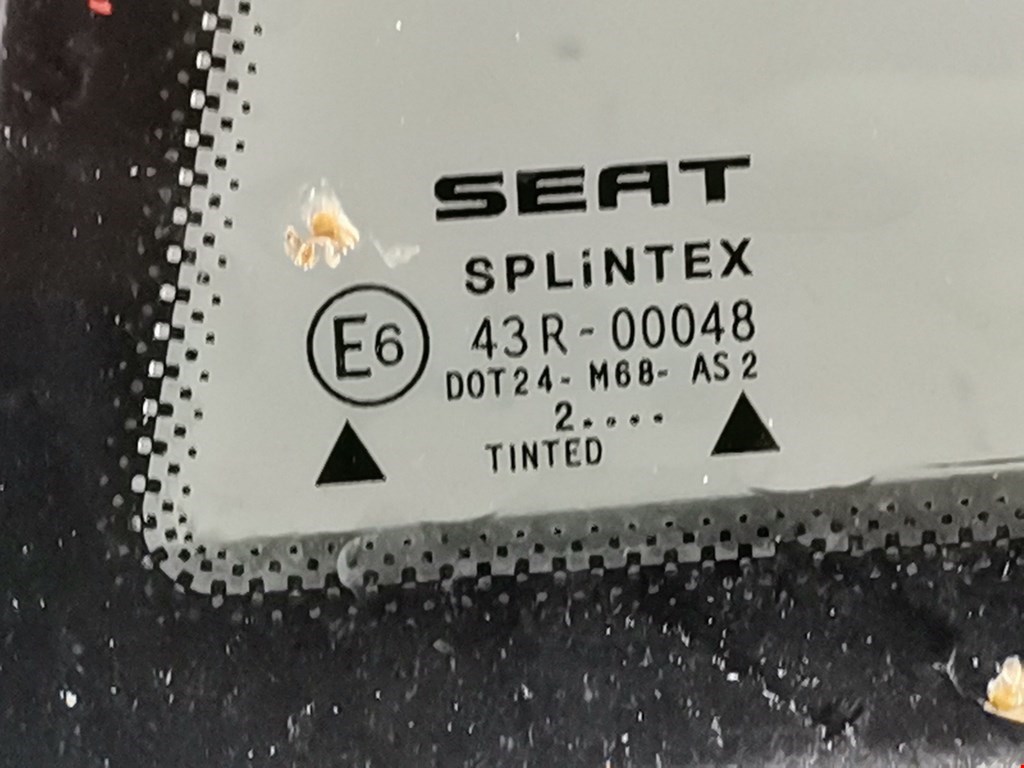 SEAT
SPLiNTEX
E6
43R-00048
DOT24- M68- AS2
2....
TINTED